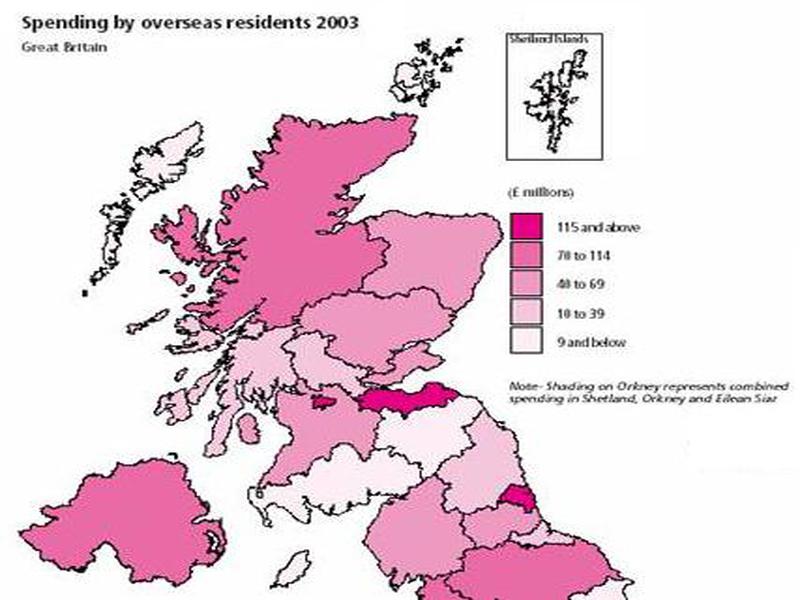 Spending by overseas residents 2003
Great Britain
Shetland Islands
(£ millions)
115 and above
70 to 114
40 to 69
10 to 39
9 and below
Note- Shading on Orkney represents combined
spending in Shetland, Orkney and Eilean Siar